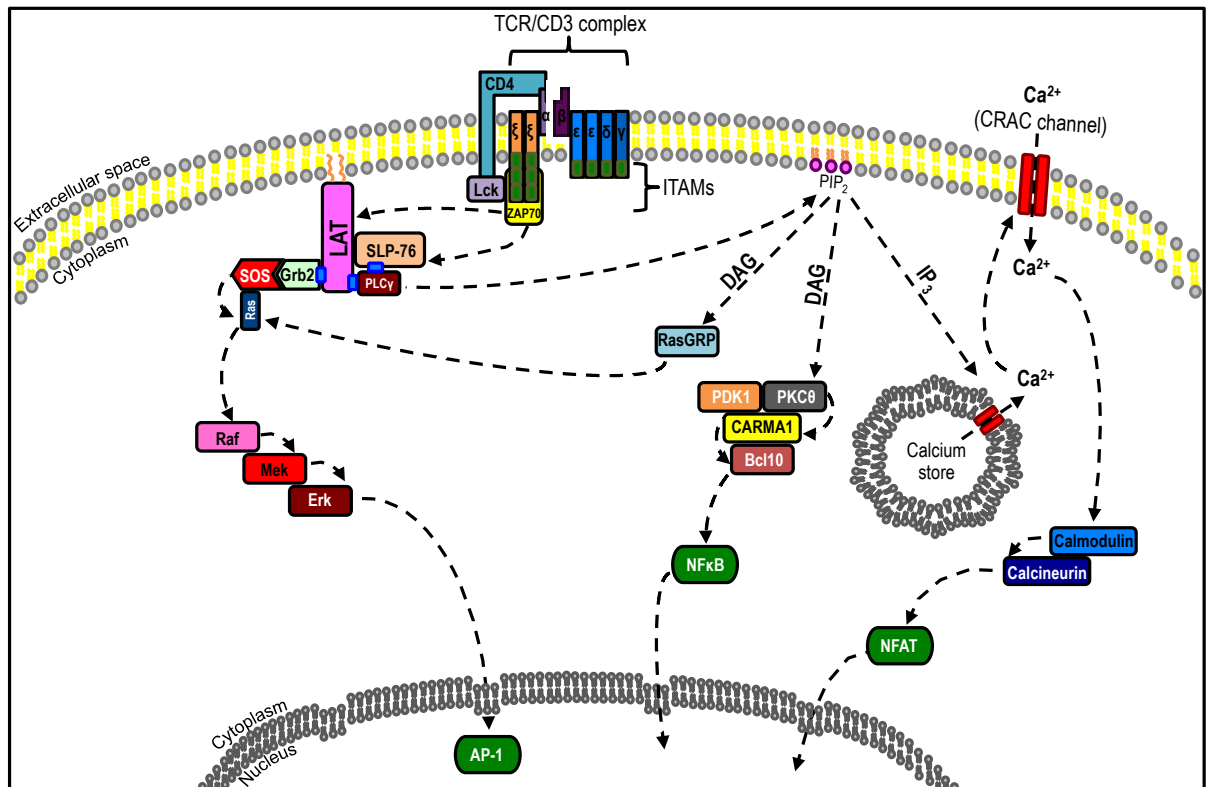 TCR/CD3 complex
CD4
α
β
ξ
ξ
ε
ε
δ
γ
Ca²⁺
(CRAC channel)
Extracellular space
Cytoplasm
Lck
ZAP70
ITAMs
PIP₂
LAT
SLP-76
PLCγ
SOS
Grb2
Ras
DAG
DAG
IP₃
Ca²⁺
RasGRP
Ca²⁺
PDK1
PKCθ
CARMA1
Bcl10
Raf
Mek
Erk
Calcium
store
Calmodulin
Calcineurin
NFκB
NFAT
Cytoplasm
Nucleus
AP-1